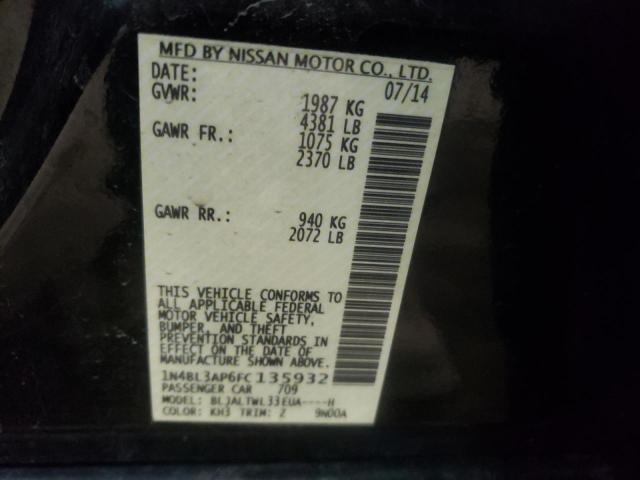 MFD BY NISSAN MOTOR CO., LTD.
DATE: 07/14
GVWR: 1987 KG
4381 LB
GAWR FR.: 1075 KG
2370 LB
GAWR RR.: 940 KG
2072 LB
THIS VEHICLE CONFORMS TO
ALL APPLICABLE FEDERAL
MOTOR VEHICLE SAFETY,
BUMPER, AND THEFT
PREVENTION STANDARDS IN
EFFECT ON THE DATE OF
MANUFACTURE SHOWN ABOVE.
1N4BL3AP6FC135932
PASSENGER CAR 709
MODEL: BLJALTWL33EUA----H
COLOR: KH3 TRIM: Z 9N00A